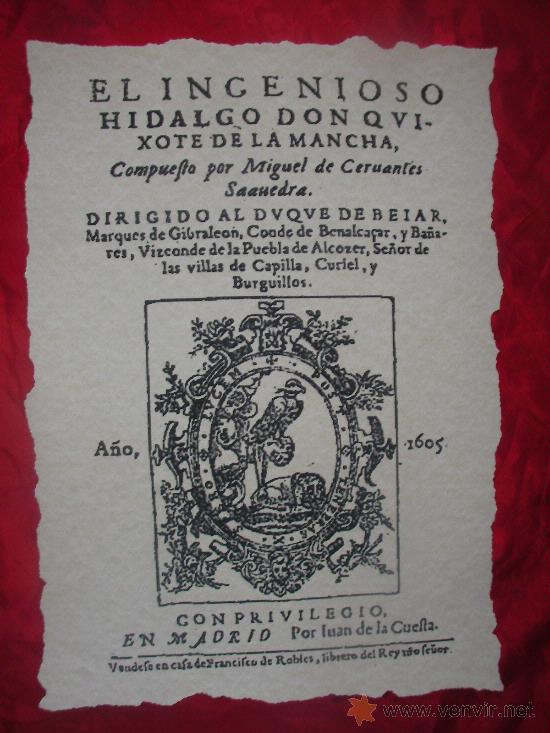 EL INGENIOSO
HIDALGO DON QVI-
XOTE DE LA MANCHA,
Compuesto por Miguel de Ceruantes
Saauedra.
DIRIGIDO AL DVQVE DE BEIAR,
Marques de Gibraleon, Conde de Benalcaçar, y Baña-
res, Vizconde de la Puebla de Alcozer, Señor de
las villas de Capilla, Curiel, y
Burguillos.
Año, 1605
CON PRIVILEGIO,
EN MADRID Por Iuan de la Cuesta.
Vendese en casa de Francisco de Robles, librero del Rey nro señor.
www.venvir.net